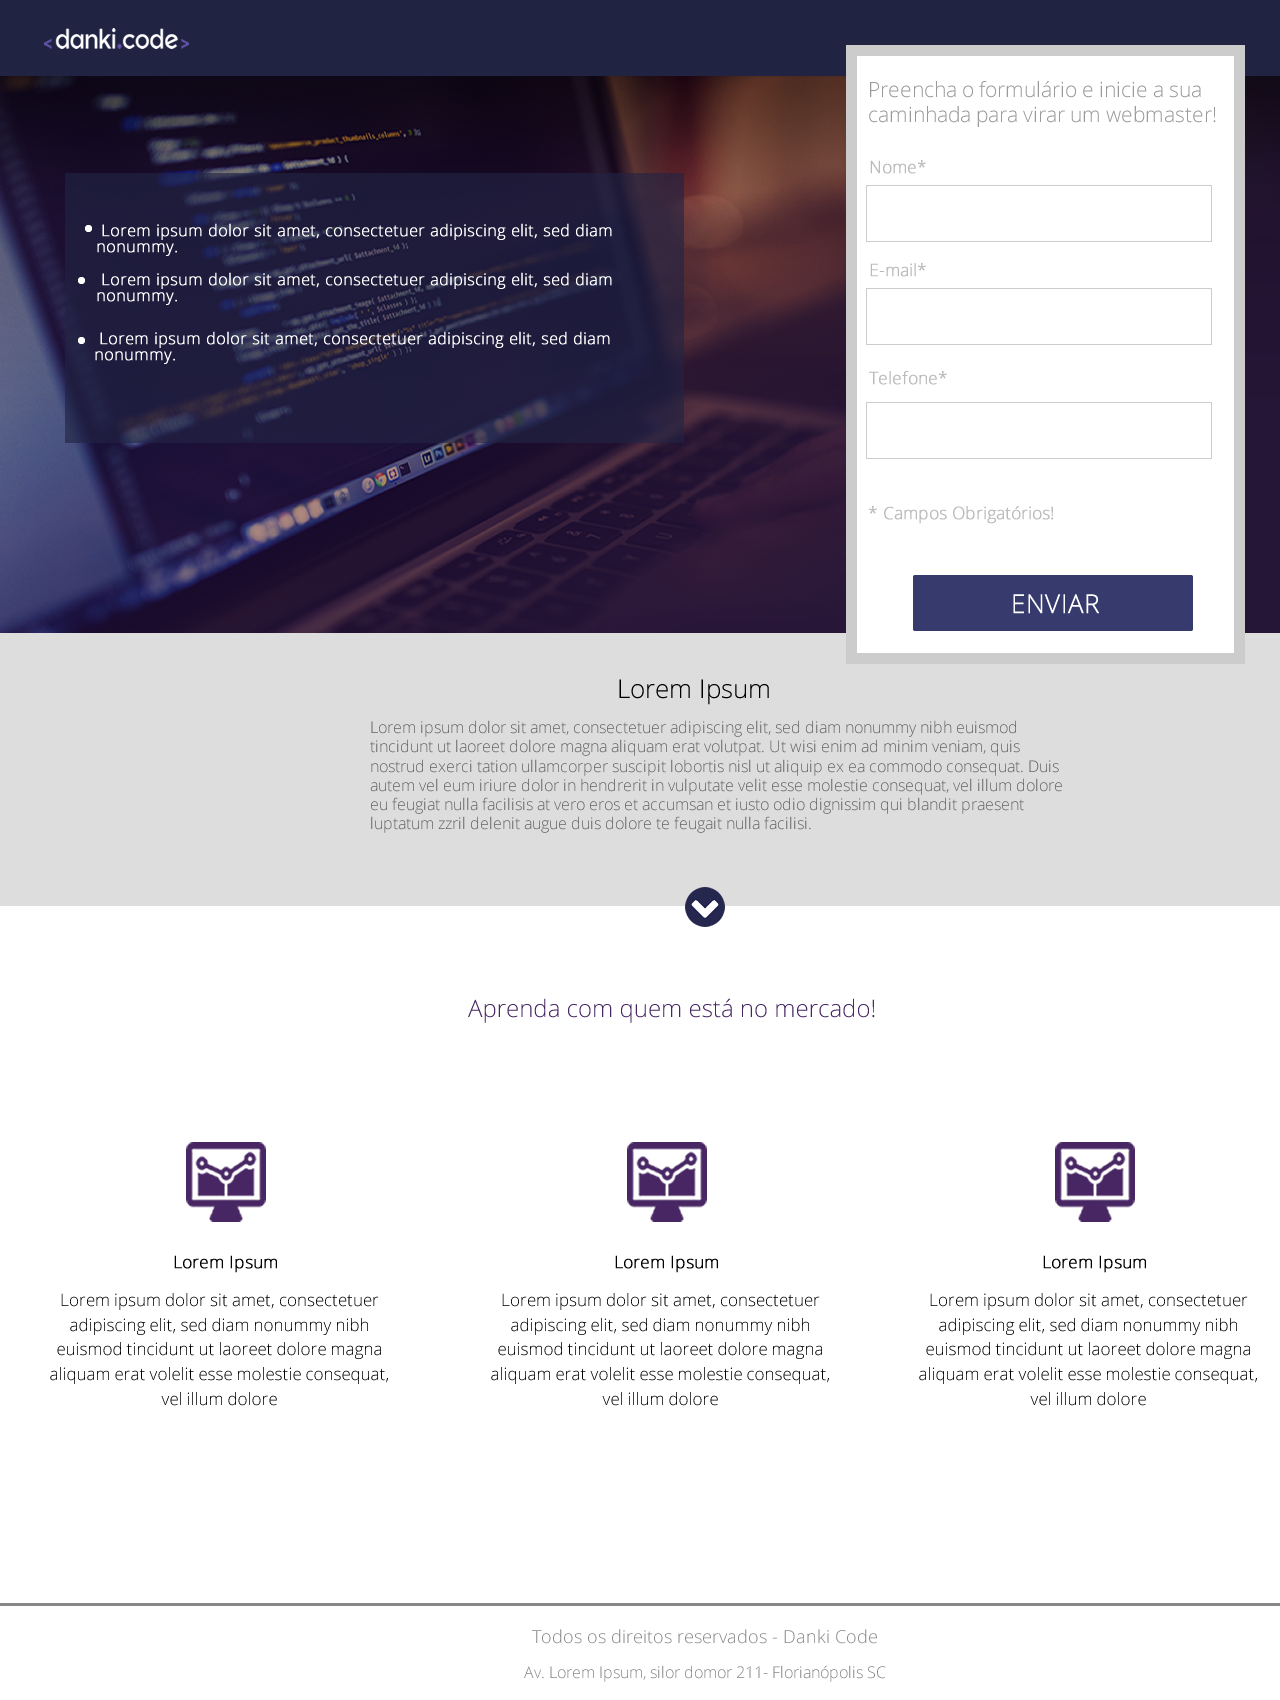 <danki.code>
Preencha o formulário e inicie a sua
caminhada para virar um webmaster!
Nome*
E-mail*
Telefone*
* Campos Obrigatórios!
ENVIAR
• Lorem ipsum dolor sit amet, consectetuer adipiscing elit, sed diam
nonummy.
• Lorem ipsum dolor sit amet, consectetuer adipiscing elit, sed diam
nonummy.
• Lorem ipsum dolor sit amet, consectetuer adipiscing elit, sed diam
nonummy.
Lorem Ipsum
Lorem ipsum dolor sit amet, consectetuer adipiscing elit, sed diam nonummy nibh euismod
tincidunt ut laoreet dolore magna aliquam erat volutpat. Ut wisi enim ad minim veniam, quis
nostrud exerci tation ullamcorper suscipit lobortis nisl ut aliquip ex ea commodo consequat. Duis
autem vel eum iriure dolor in hendrerit in vulputate velit esse molestie consequat, vel illum dolore
eu feugiat nulla facilisis at vero eros et accumsan et iusto odio dignissim qui blandit praesent
luptatum zzril delenit augue duis dolore te feugait nulla facilisi.
Aprenda com quem está no mercado!
Lorem Ipsum
Lorem ipsum dolor sit amet, consectetuer
adipiscing elit, sed diam nonummy nibh
euismod tincidunt ut laoreet dolore magna
aliquam erat volelit esse molestie consequat,
vel illum dolore
Lorem Ipsum
Lorem ipsum dolor sit amet, consectetuer
adipiscing elit, sed diam nonummy nibh
euismod tincidunt ut laoreet dolore magna
aliquam erat volelit esse molestie consequat,
vel illum dolore
Lorem Ipsum
Lorem ipsum dolor sit amet, consectetuer
adipiscing elit, sed diam nonummy nibh
euismod tincidunt ut laoreet dolore magna
aliquam erat volelit esse molestie consequat,
vel illum dolore
Todos os direitos reservados - Danki Code
Av. Lorem Ipsum, silor domor 211- Florianópolis SC